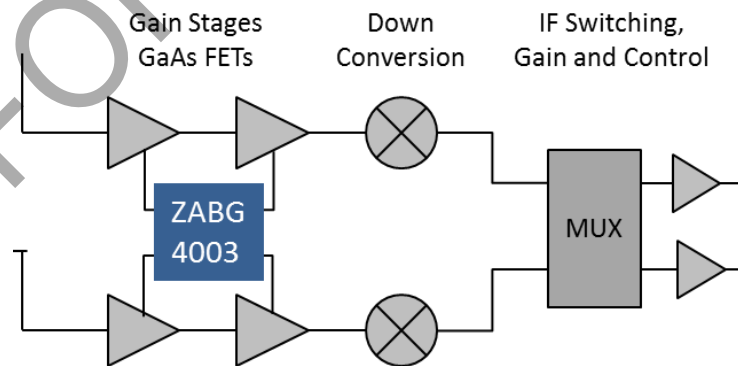 Gain Stages
GaAs FETs
Down
Conversion
IF Switching,
Gain and Control
ZABG
4003
MUX